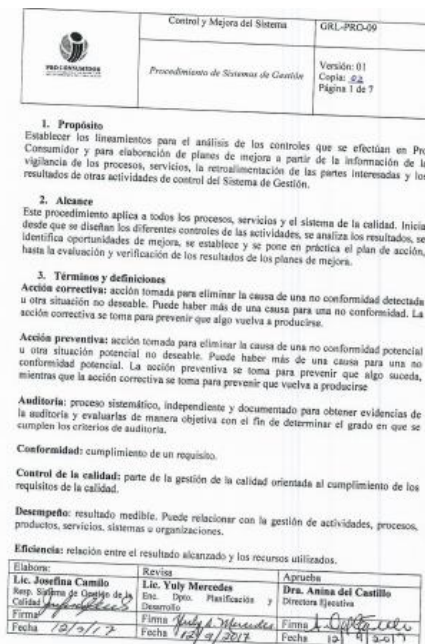 Control y Mejora del Sistema
GRL-PRO-09
PRO CONSUMIDOR
Procedimiento de Sistemas de Gestión
Versión: 01
Copia: 02
Página 1 de 7
1. Propósito
Establecer los lineamientos para el análisis de los controles que se efectúan en Pro
Consumidor y para elaboración de planes de mejora a partir de la información de la
vigilancia de los procesos, servicios, la retroalimentación de las partes interesadas y los
resultados de otras actividades de control del Sistema de Gestión.
2. Alcance
Este procedimiento aplica a todos los procesos, servicios y el sistema de la calidad. Inicia
desde que se diseñan los diferentes controles de las actividades, se analiza los resultados, se
identifica oportunidades de mejora, se establece y se pone en práctica el plan de acción,
hasta la evaluación y verificación de los resultados de los planes de mejora.
3. Términos y definiciones
Acción correctiva: acción tomada para eliminar la causa de una no conformidad detectada
u otra situación no deseable. Puede haber más de una causa para una no conformidad. La
acción correctiva se toma para prevenir que algo vuelva a producirse.
Acción preventiva: acción tomada para eliminar la causa de una no conformidad potencial
u otra situación potencial no deseable. Puede haber más de una causa para una no
conformidad potencial. La acción preventiva se toma para prevenir que algo suceda,
mientras que la acción correctiva se toma para prevenir que vuelva a producirse
Auditoría: proceso sistemático, independiente y documentado para obtener evidencias de
la auditoría y evaluarlas de manera objetiva con el fin de determinar el grado en que se
cumplen los criterios de auditoría.
Conformidad: cumplimiento de un requisito.
Control de la calidad: parte de la gestión de la calidad orientada al cumplimiento de los
requisitos de la calidad.
Desempeño: resultado medible. Puede relacionar con la gestión de actividades, procesos,
productos, servicios, sistemas u organizaciones.
Eficiencia: relación entre el resultado alcanzado y los recursos utilizados.
Elabora:
Lic. Josefina Camilo
Resp. Sistema de Gestión de la
Calidad
Firma
Fecha 12/9/17
Revisa
Lic. Yuly Mercedes
Enc. Dpto. Planificación y
Desarrollo
Firma Yuly A. Mercedes
Fecha 12/9/2017
Aprueba
Dra. Anina del Castillo
Directora Ejecutiva
Firma
Fecha 12/9/2017